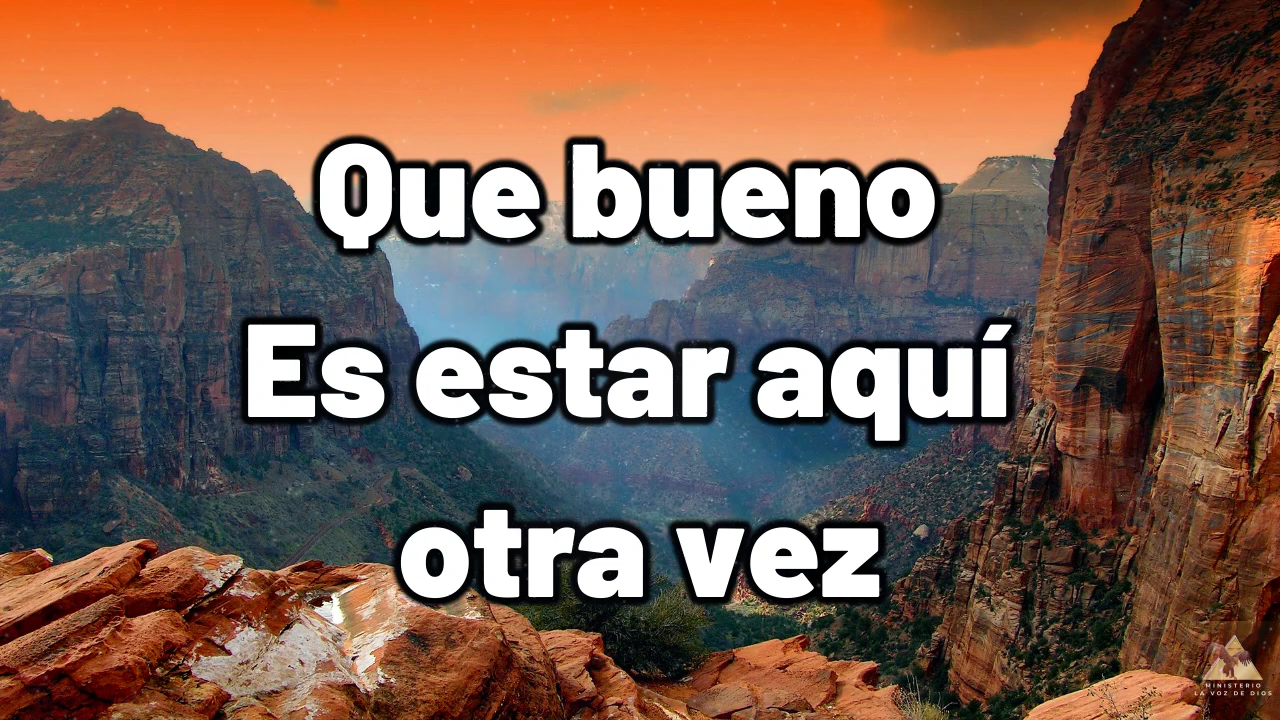 Que bueno
Es estar aquí
otra vez
MINISTERIO
LA VOZ DE DIOS